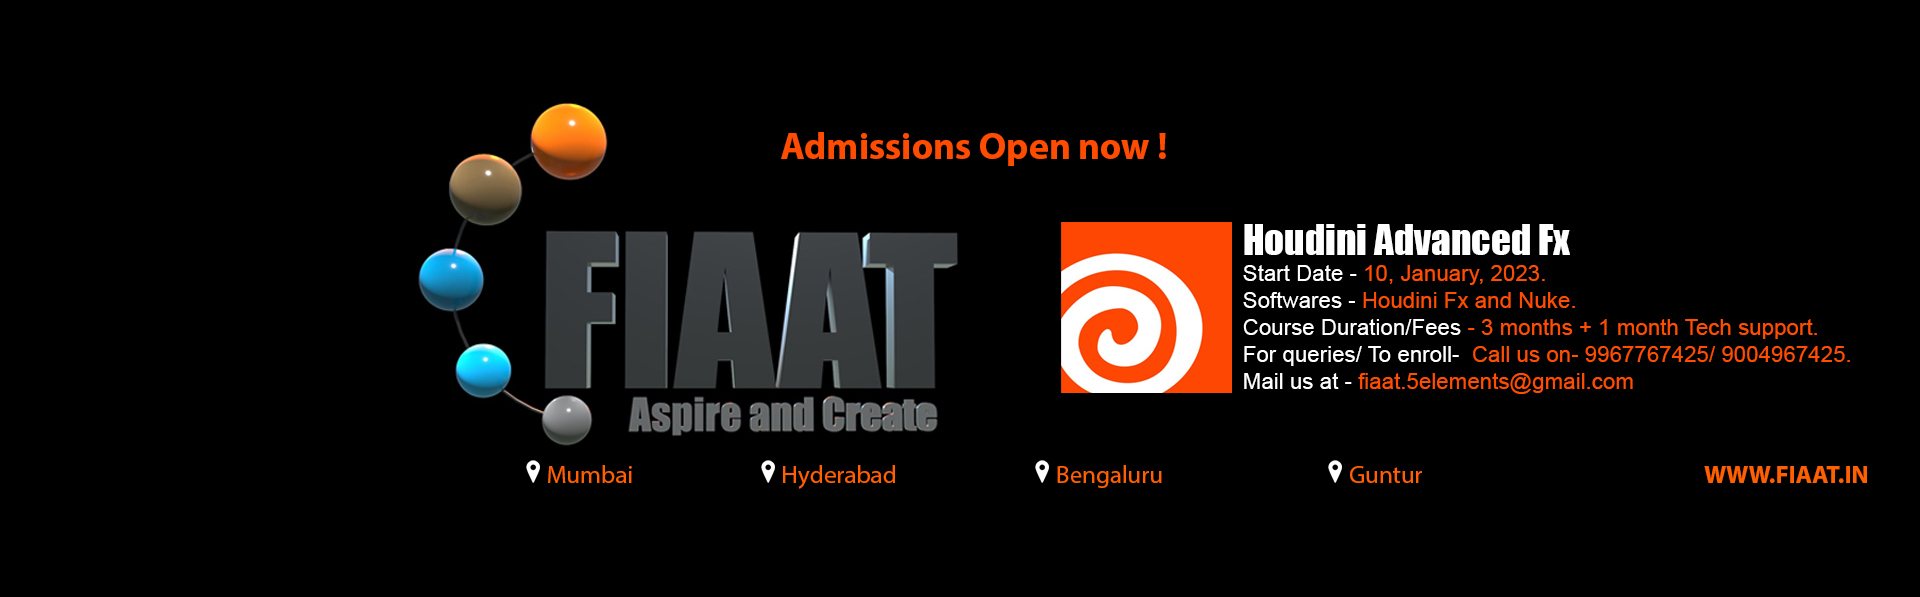 Admissions Open now !
FIAAT
Aspire and Create
Houdini Advanced Fx
Start Date - 10, January, 2023.
Softwares - Houdini Fx and Nuke.
Course Duration/Fees - 3 months + 1 month Tech support.
For queries/ To enroll- Call us on- 9967767425/ 9004967425.
Mail us at - fiaat.5elements@gmail.com
Mumbai
Hyderabad
Bengaluru
Guntur
WWW.FIAAT.IN